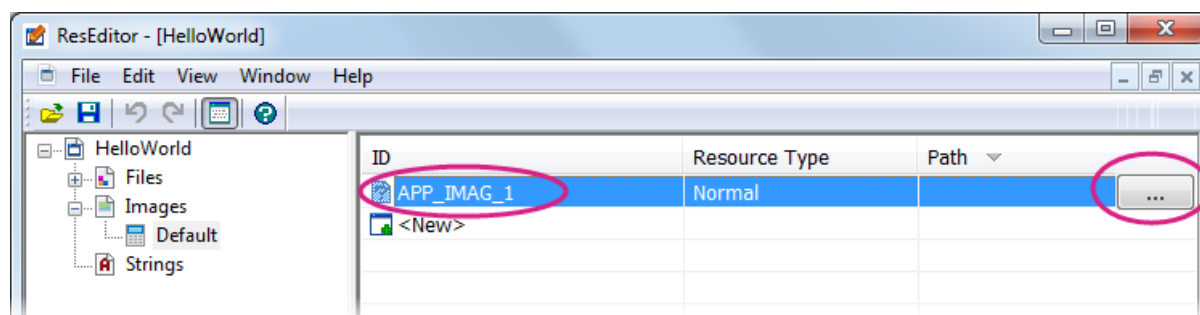 ResEditor - [HelloWorld]
File Edit View Window Help
HelloWorld
Files
Images
Default
Strings
ID Resource Type Path
APP_IMAG_1 Normal ...
<New>